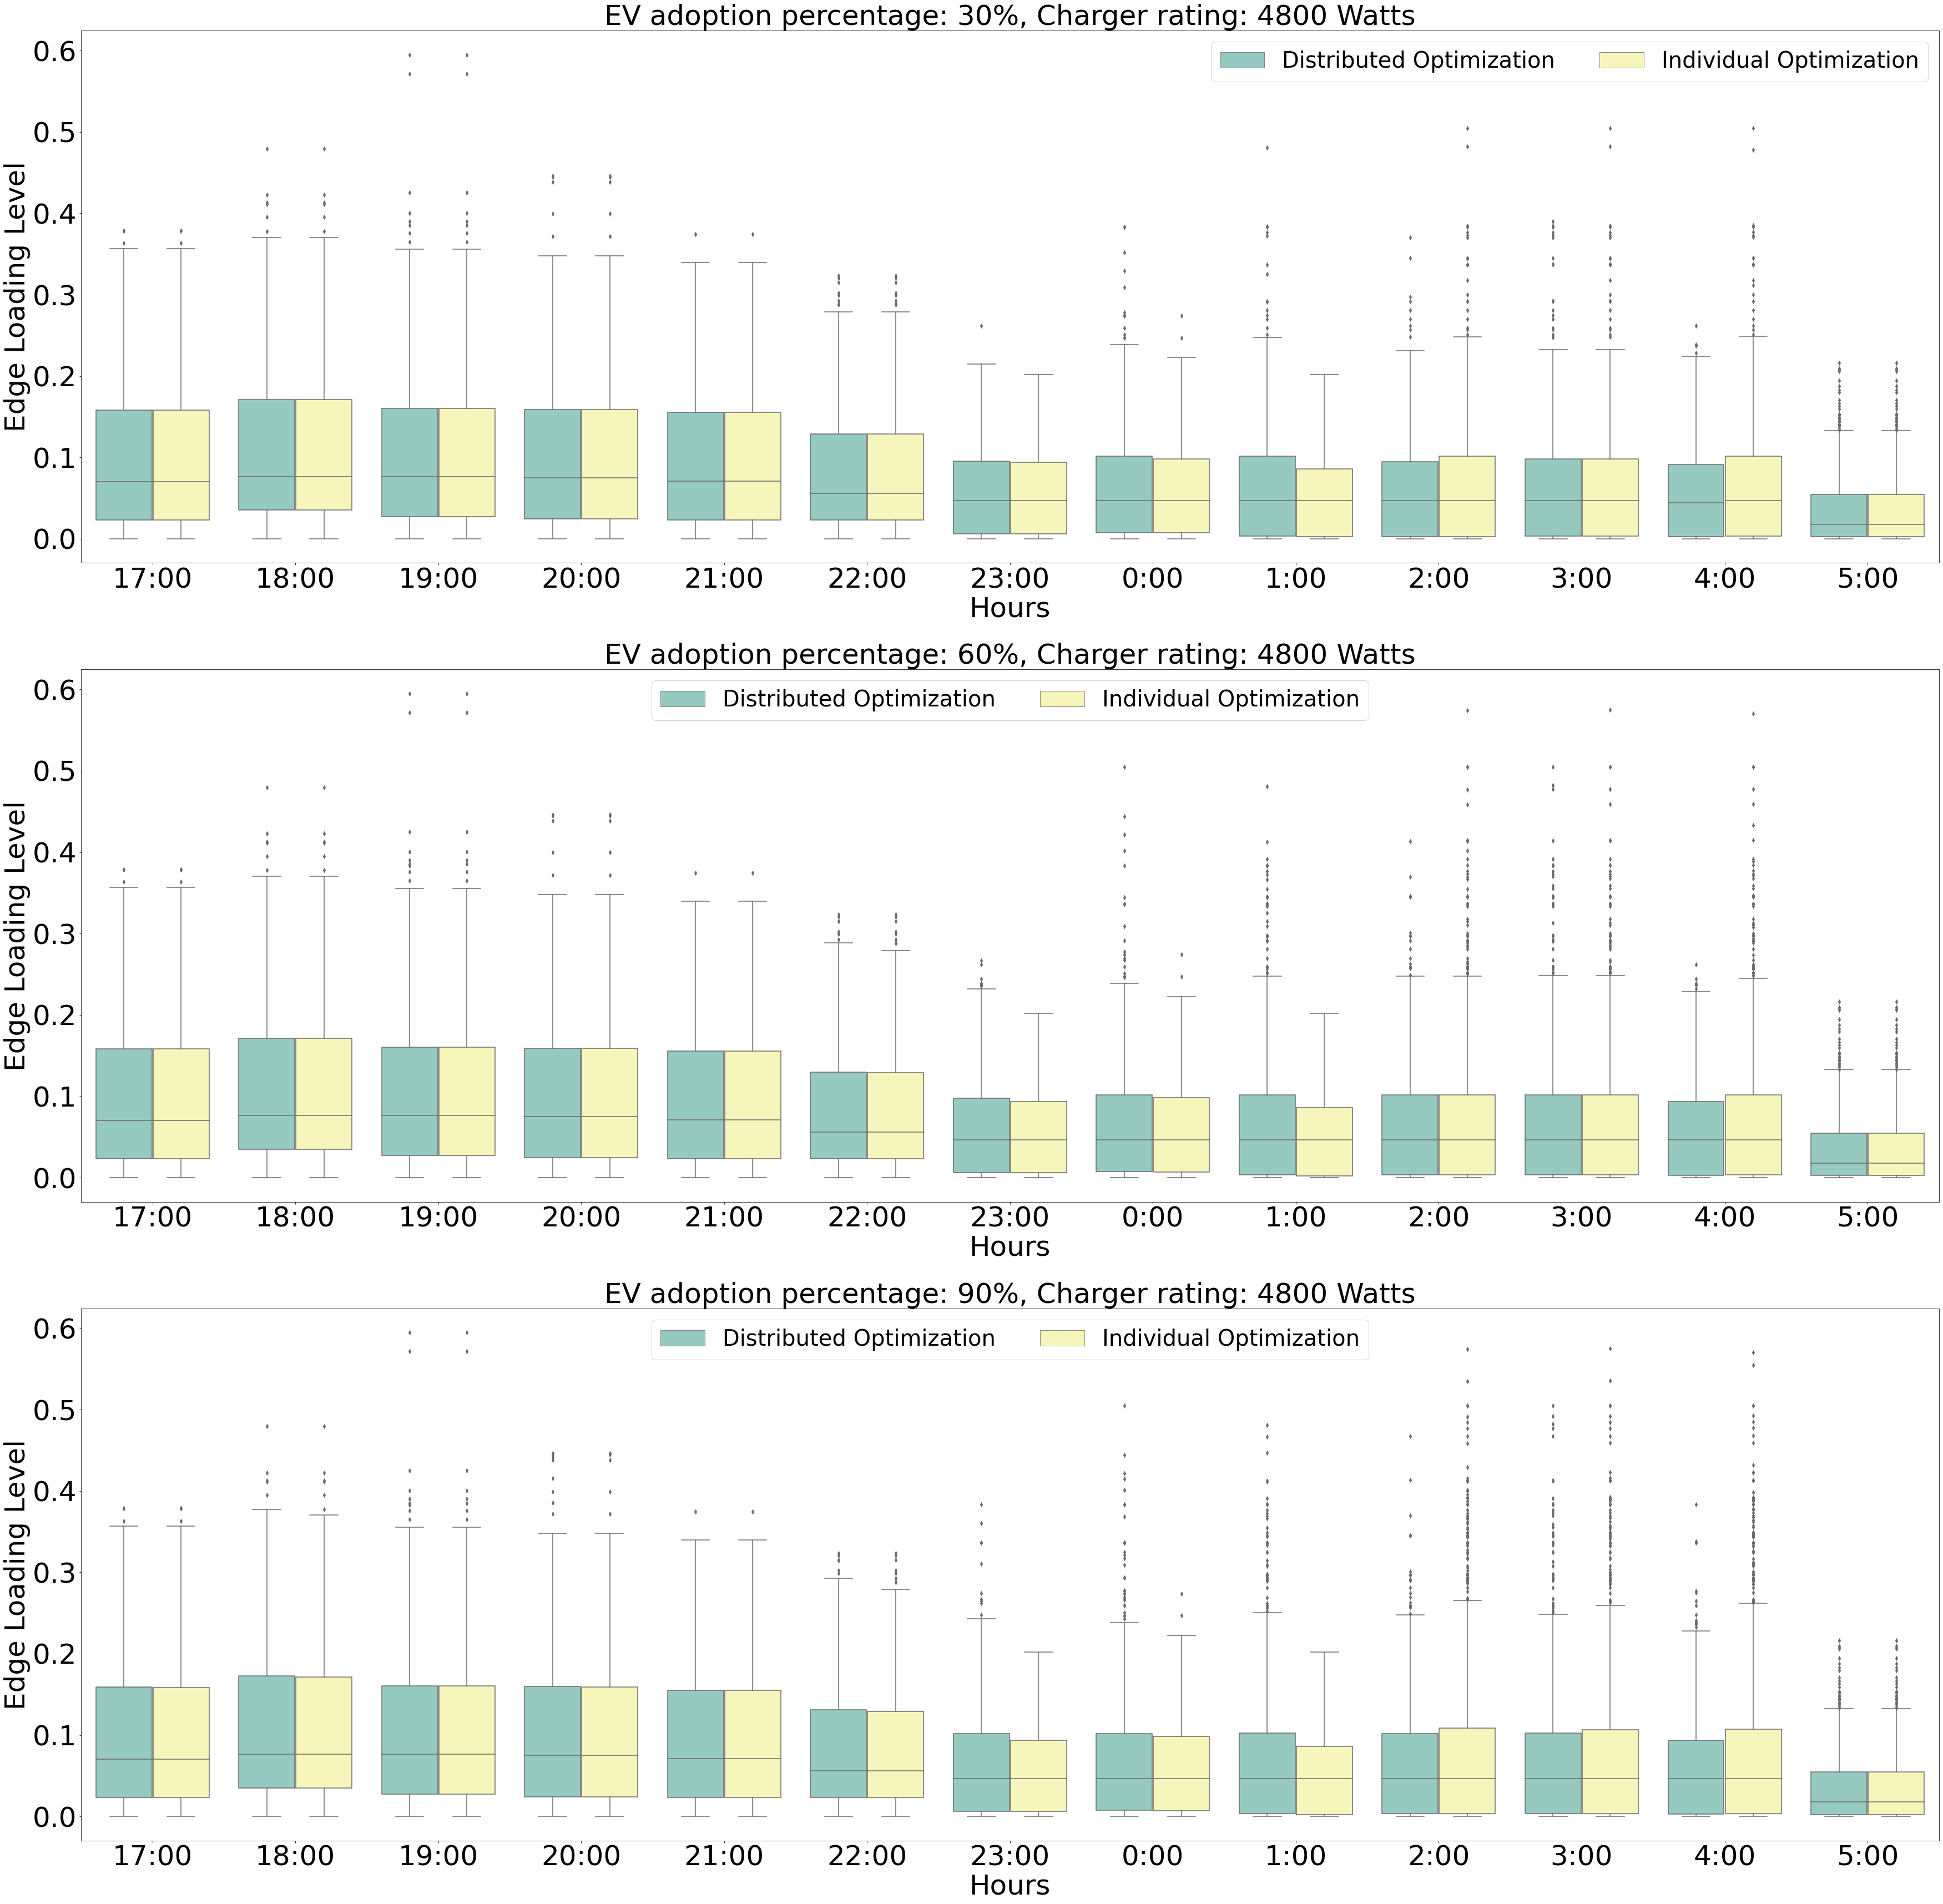 EV adoption percentage: 30%, Charger rating: 4800 Watts
Distributed Optimization Individual Optimization
Edge Loading Level
0.6
0.5
0.4
0.3
0.2
0.1
0.0
17:00 18:00 19:00 20:00 21:00 22:00 23:00 0:00 1:00 2:00 3:00 4:00 5:00
Hours
EV adoption percentage: 60%, Charger rating: 4800 Watts
Distributed Optimization Individual Optimization
Edge Loading Level
0.6
0.5
0.4
0.3
0.2
0.1
0.0
17:00 18:00 19:00 20:00 21:00 22:00 23:00 0:00 1:00 2:00 3:00 4:00 5:00
Hours
EV adoption percentage: 90%, Charger rating: 4800 Watts
Distributed Optimization Individual Optimization
Edge Loading Level
0.6
0.5
0.4
0.3
0.2
0.1
0.0
17:00 18:00 19:00 20:00 21:00 22:00 23:00 0:00 1:00 2:00 3:00 4:00 5:00
Hours